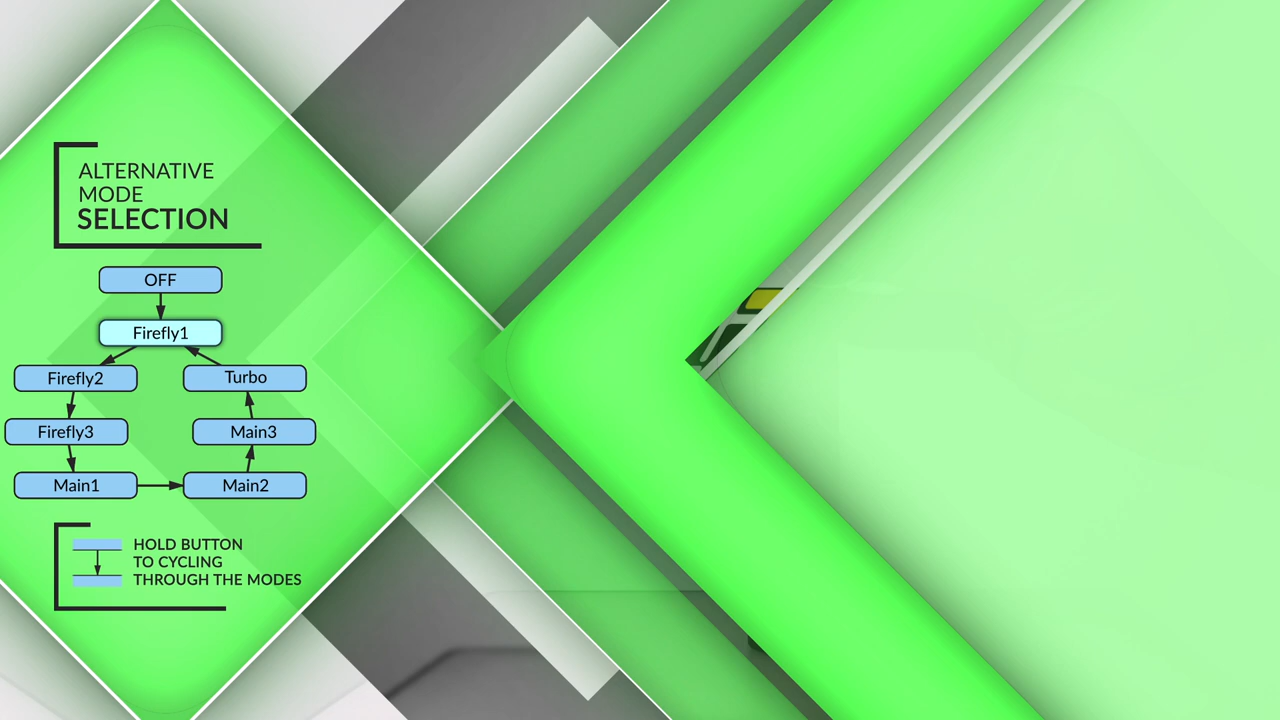 ALTERNATIVE
MODE
SELECTION
OFF
Firefly1
Firefly2
Turbo
Firefly3
Main3
Main1
Main2
HOLD BUTTON
TO CYCLING
THROUGH THE MODES